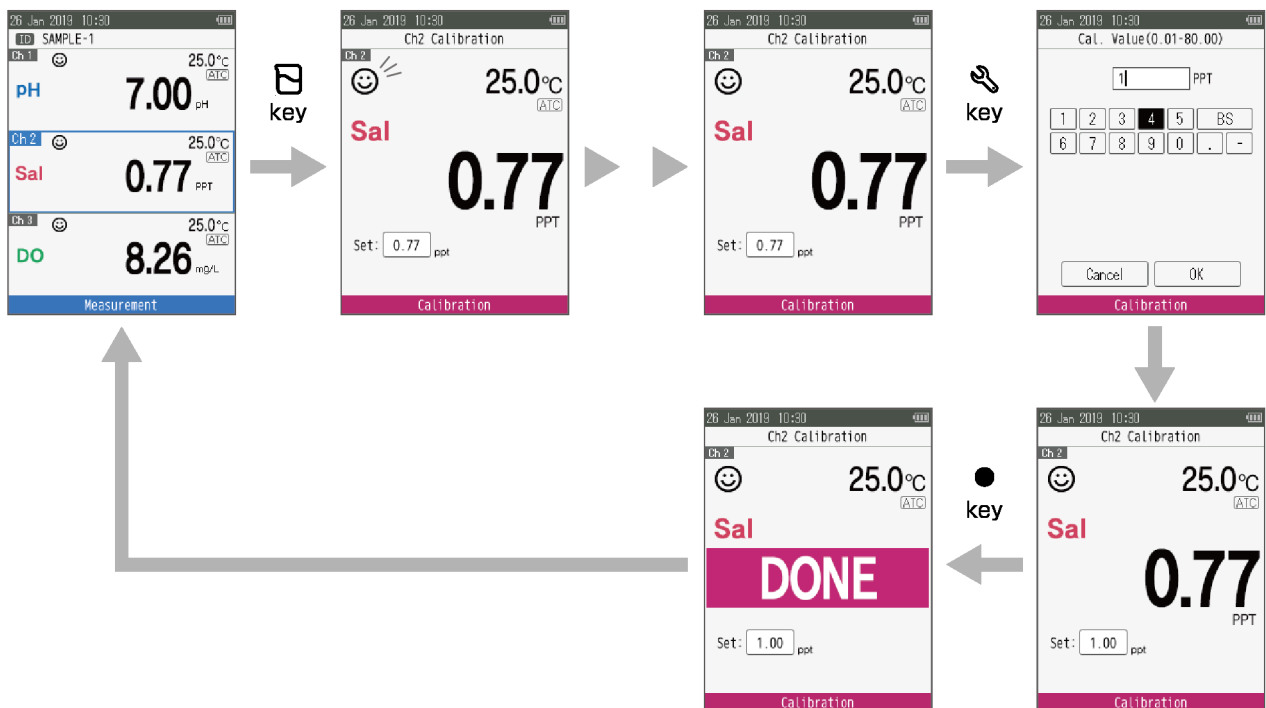 26 Jan 2019 10:30
ID SAMPLE-1
Ch 1
25.0°C
ATC
pH
7.00 pH
Ch 2
25.0°C
ATC
Sal
0.77 PPT
Ch 3
25.0°C
ATC
DO
8.26 mg/L
Measurement
key
26 Jan 2019 10:30
Ch2 Calibration
Ch 2
25.0°C
ATC
Sal
0.77
PPT
Set: 0.77 ppt
Calibration
26 Jan 2019 10:30
Ch2 Calibration
Ch 2
25.0°C
ATC
Sal
0.77
PPT
Set: 0.77 ppt
Calibration
key
26 Jan 2019 10:30
Cal. Value(0.01-80.00)
1 PPT
1 2 3 4 5 BS
6 7 8 9 0 . -
Cancel OK
Calibration
26 Jan 2019 10:30
Ch2 Calibration
Ch 2
25.0°C
ATC
Sal
DONE
Set: 1.00 ppt
Calibration
key
26 Jan 2019 10:30
Ch2 Calibration
Ch 2
25.0°C
ATC
Sal
0.77
PPT
Set: 1.00 ppt
Calibration